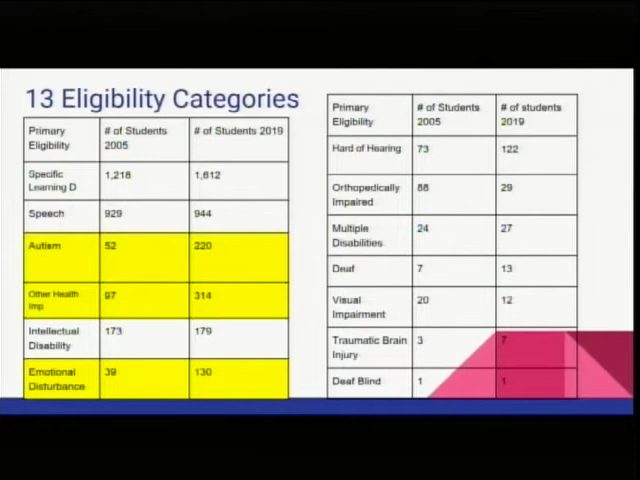 13 Eligibility Categories
Primary Eligibility | # of Students 2005 | # of Students 2019
Specific Learning D | 1,218 | 1,612
Speech | 929 | 944
Autism | 52 | 220
Other Health Imp | 97 | 314
Intellectual Disability | 173 | 179
Emotional Disturbance | 39 | 130
Primary Eligibility | # of Students 2005 | # of students 2019
Hard of Hearing | 73 | 122
Orthopedically Impaired | 88 | 29
Multiple Disabilities | 24 | 27
Deaf | 7 | 13
Visual Impairment | 20 | 12
Traumatic Brain Injury | 3 | 7
Deaf Blind | 1 | 1